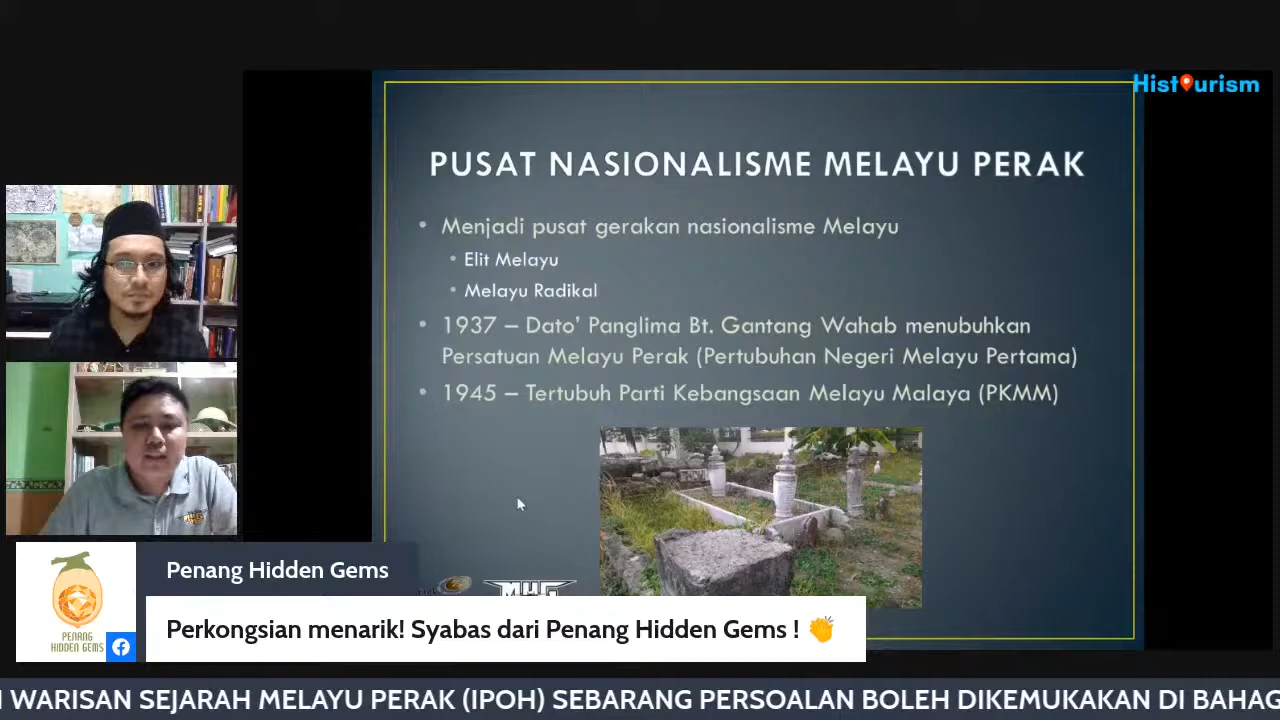 Histourism
PUSAT NASIONALISME MELAYU PERAK
• Menjadi pusat gerakan nasionalisme Melayu
• Elit Melayu
• Melayu Radikal
• 1937 – Dato' Panglima Bt. Gantang Wahab menubuhkan
Persatuan Melayu Perak (Pertubuhan Negeri Melayu Pertama)
• 1945 – Tertubuh Parti Kebangsaan Melayu Malaya (PKMM)
MHG
PENANG
HIDDEN GEMS
Penang Hidden Gems
Perkongsian menarik! Syabas dari Penang Hidden Gems ! 👏
WARISAN SEJARAH MELAYU PERAK (IPOH) SEBARANG PERSOALAN BOLEH DIKEMUKAKAN DI BAHAG